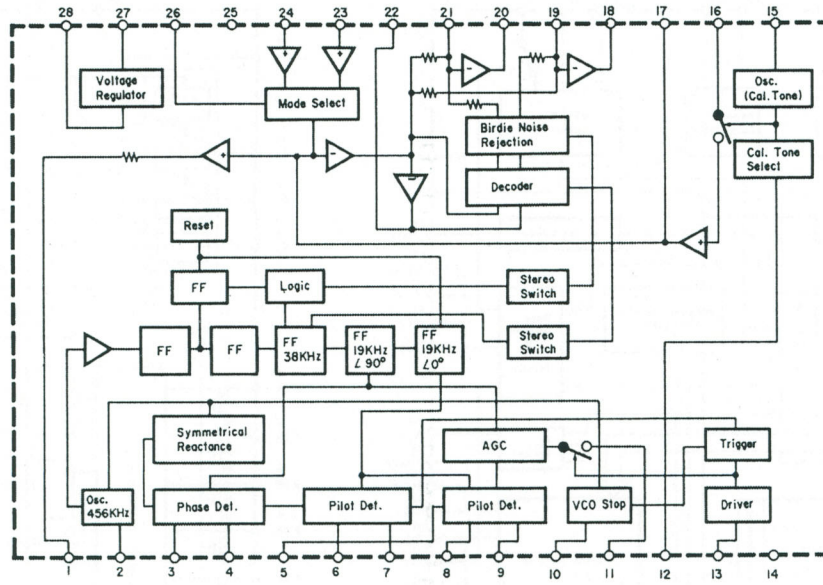 28 27 26 25 24 23 22 21 20 19 18 17 16 15
Voltage
Regulator
+
+
Mode Select
-
-
Osc.
(Cal. Tone)
Birdie Noise
Rejection
Cal. Tone
Select
+
-
Decoder
+
Reset
FF
Logic
Stereo
Switch
FF
FF
FF
38KHz
FF
19KHz
∠90°
FF
19KHz
∠0°
Stereo
Switch
Symmetrical
Reactance
AGC
Trigger
Osc.
456KHz
Phase Det.
Pilot Det.
Pilot Det.
VCO Stop
Driver
1 2 3 4 5 6 7 8 9 10 11 12 13 14